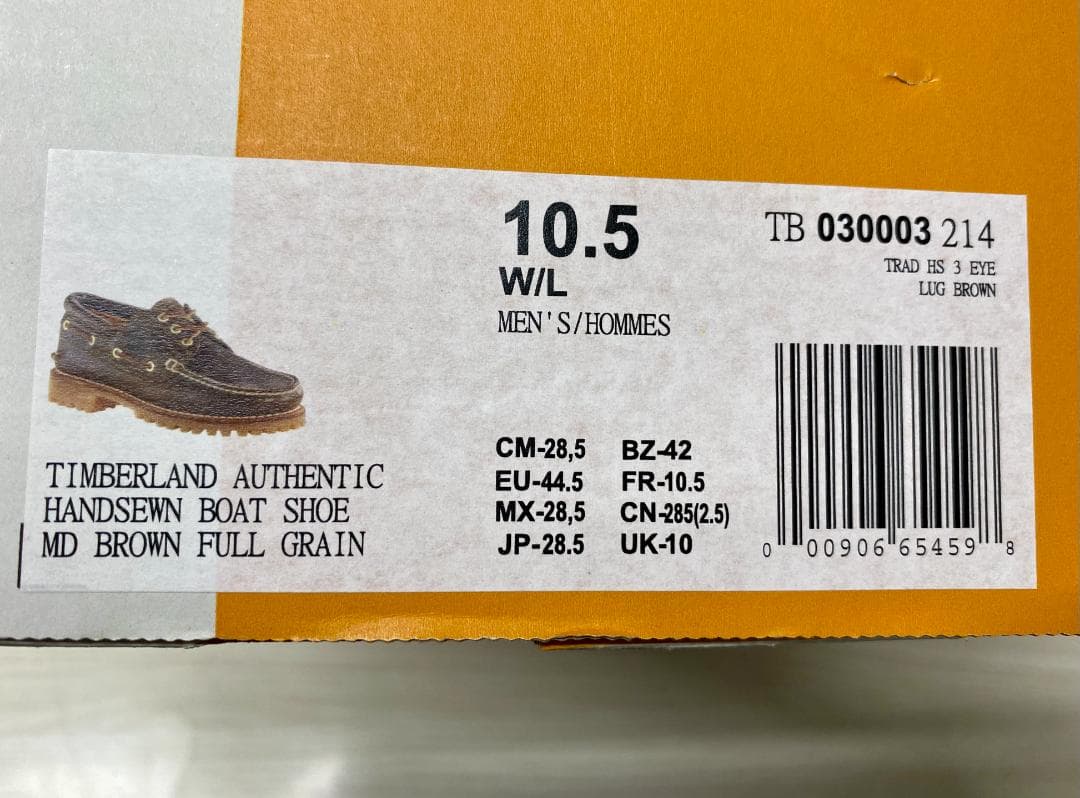 10.5
W/L
MEN'S/HOMMES
TB 030003 214
TRAD HS 3 EYE
LUG BROWN
TIMBERLAND AUTHENTIC
HANDSEWN BOAT SHOE
MD BROWN FULL GRAIN
CM-28,5 BZ-42
EU-44.5 FR-10.5
MX-28,5 CN-285(2.5)
JP-28.5 UK-10
0 00906 65459 8